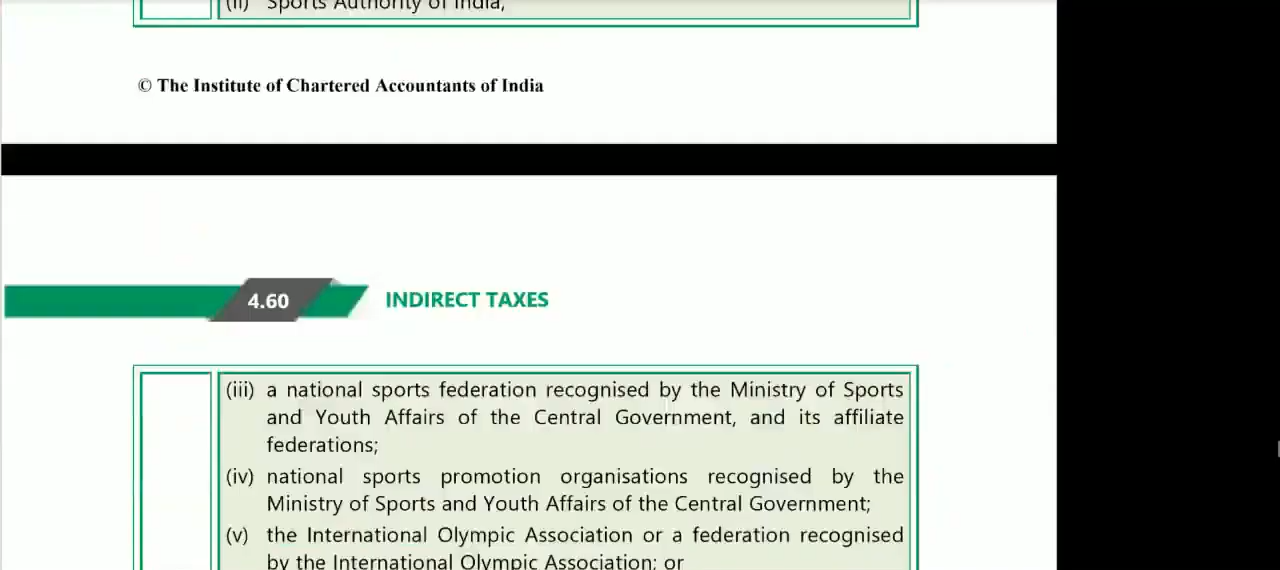 (ii) Sports Authority of India;
© The Institute of Chartered Accountants of India
4.60 INDIRECT TAXES
(iii) a national sports federation recognised by the Ministry of Sports
and Youth Affairs of the Central Government, and its affiliate
federations;
(iv) national sports promotion organisations recognised by the
Ministry of Sports and Youth Affairs of the Central Government;
(v) the International Olympic Association or a federation recognised
by the International Olympic Association; or